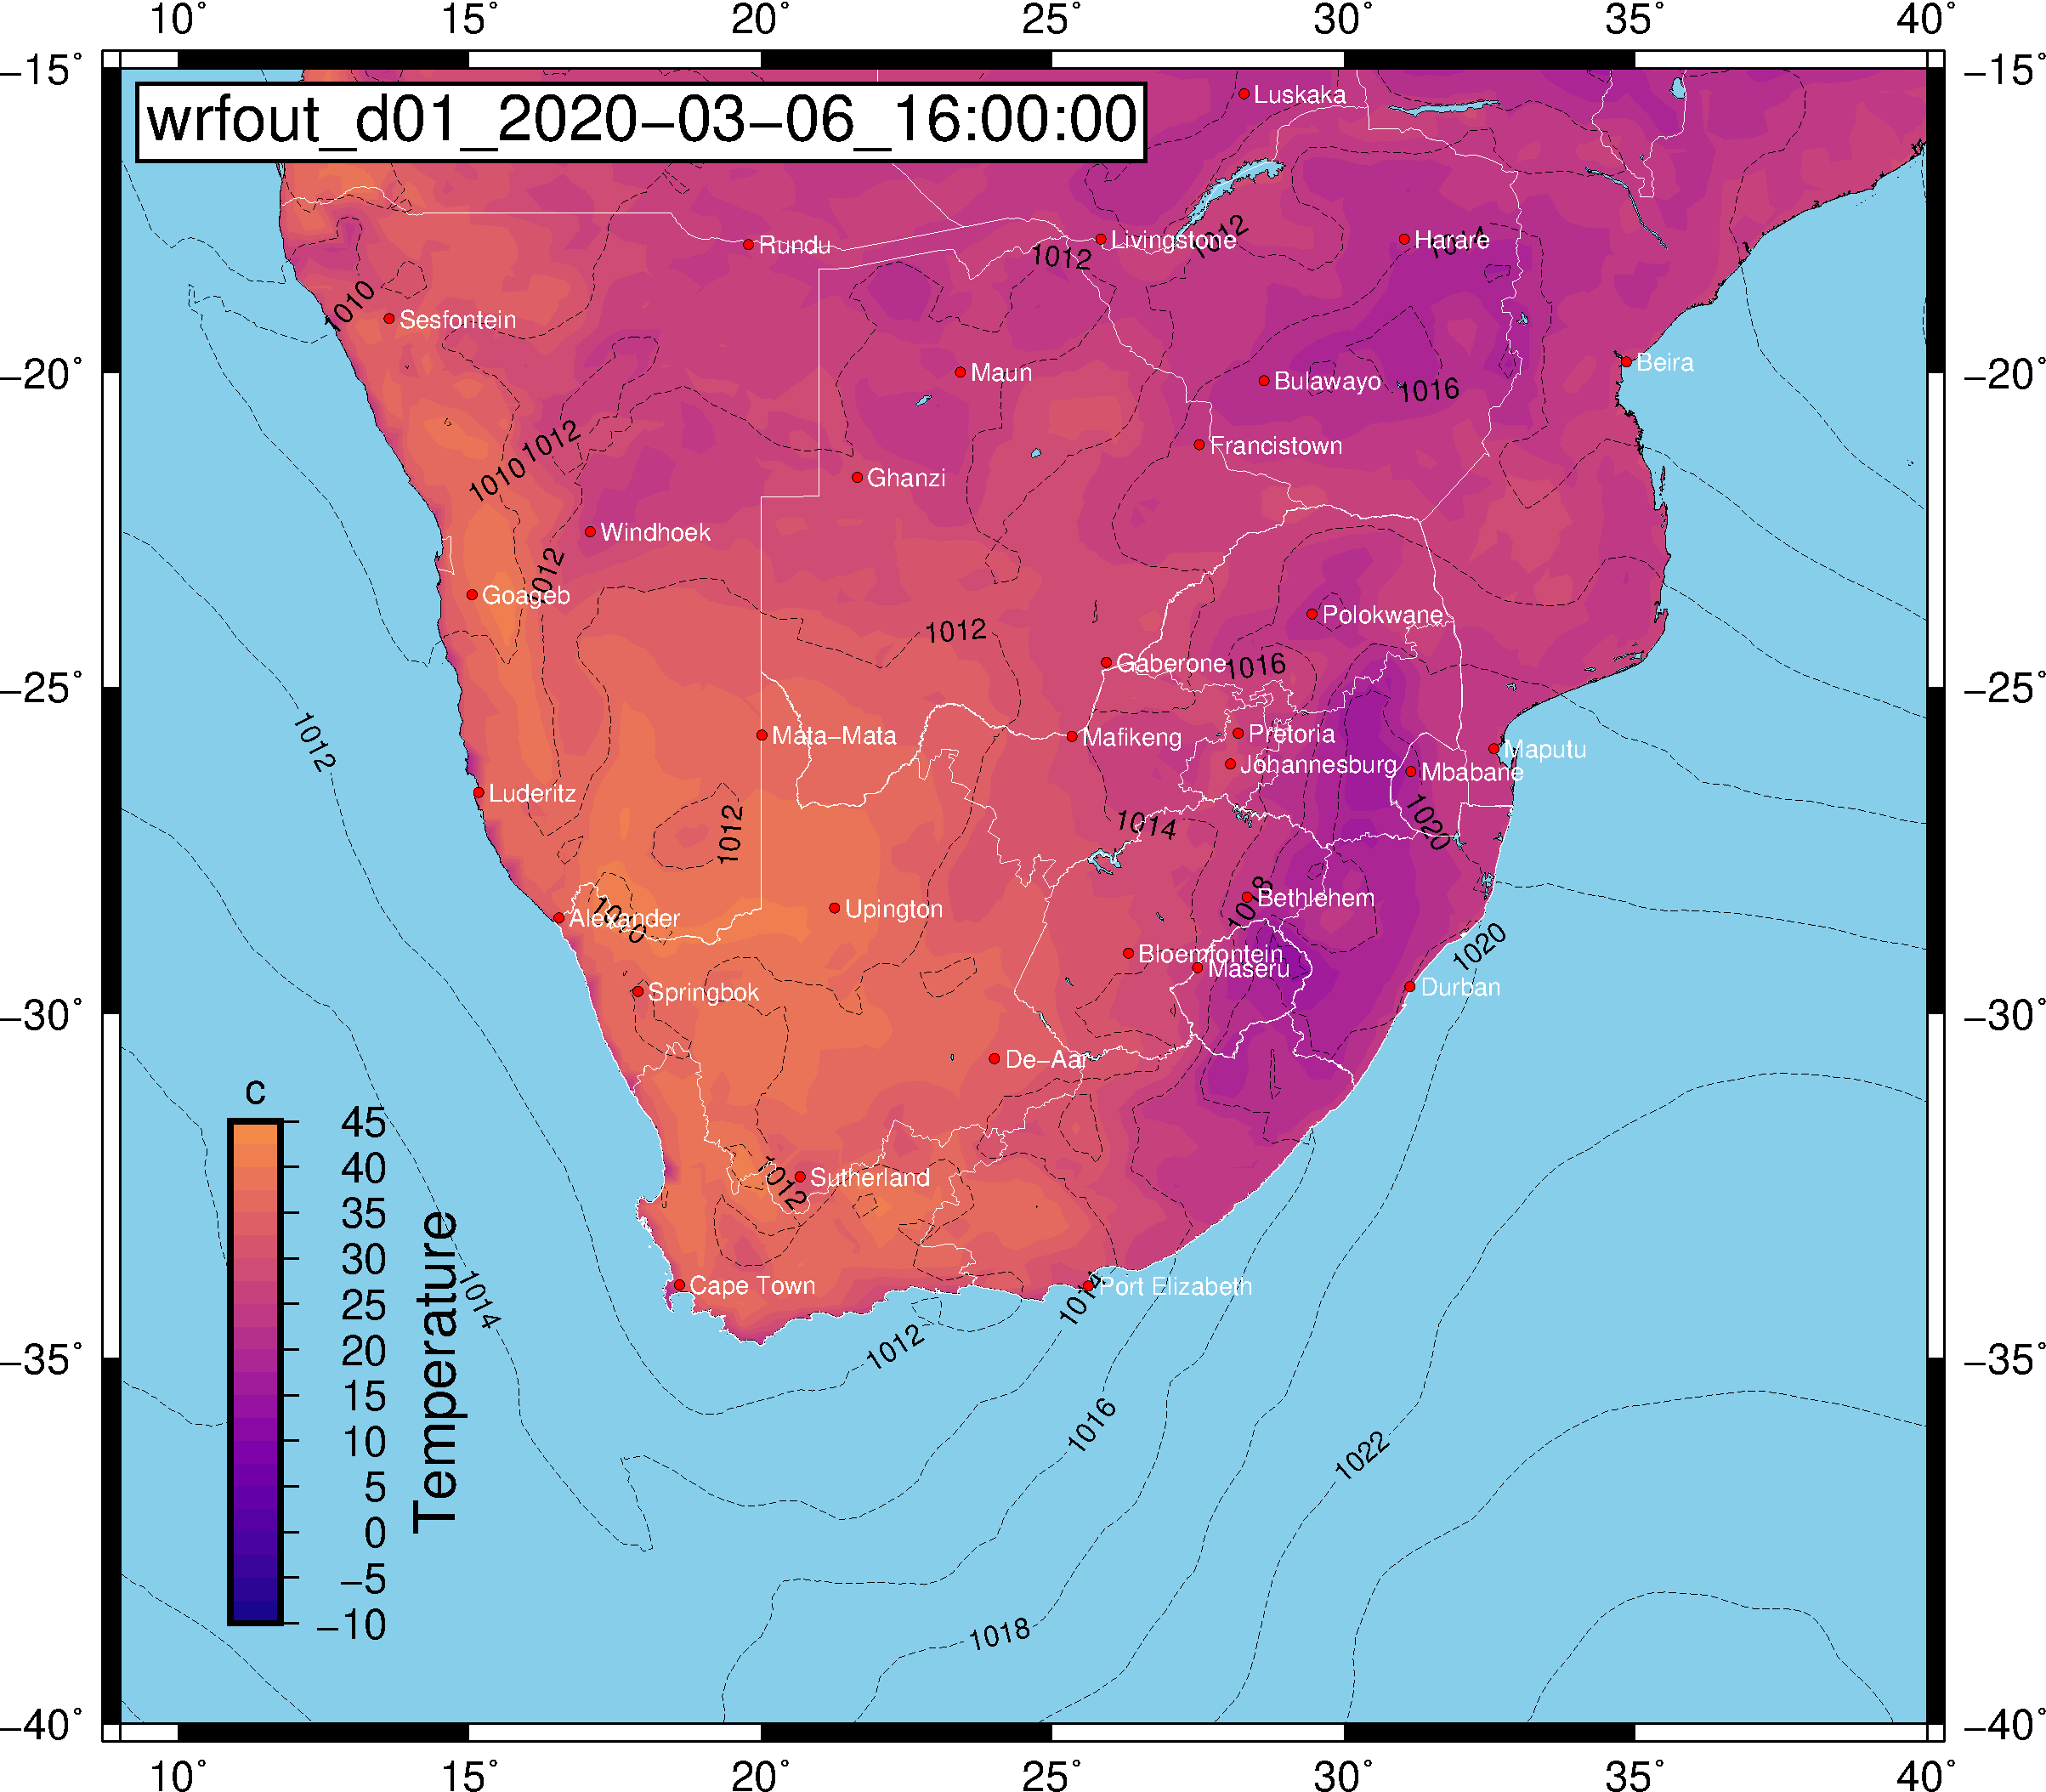 10° 15° 20° 25° 30° 35° 40°
−15° −15°
wrfout_d01_2020−03−06_16:00:00
Luskaka
Rundu
Livingstone
1012
1012
Harare
1014
1010
Sesfontein
−20° −20°
Maun
Bulawayo
1016
Beira
1012
1010
Francistown
Ghanzi
Windhoek
1012
Goageb
1012
Polokwane
Gaberone
1016
−25° −25°
1012
Mata−Mata
Mafikeng
Pretoria
Johannesburg
Maputu
Mbabane
Luderitz
1012
1014
1020
Alexander
1010
Upington
1018
Bethlehem
Bloemfontein
Maseru
1020
Durban
Springbok
−30° −30°
De−Aar
c
45
40
35
30
25
20
15
10
5
0
−5
−10
Temperature
1012
Sutherland
Cape Town
1014
Port Elizabeth
1014
1012
−35° −35°
1016
1022
1018
−40° −40°
10° 15° 20° 25° 30° 35° 40°